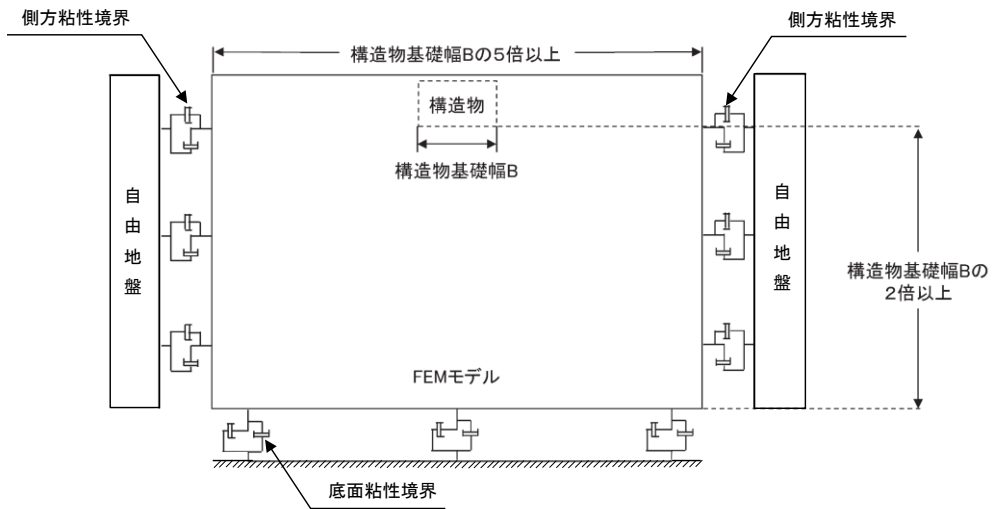 側方粘性境界
側方粘性境界
構造物基礎幅Bの5倍以上
構造物
構造物基礎幅B
自由地盤
自由地盤
構造物基礎幅Bの
2倍以上
FEMモデル
底面粘性境界